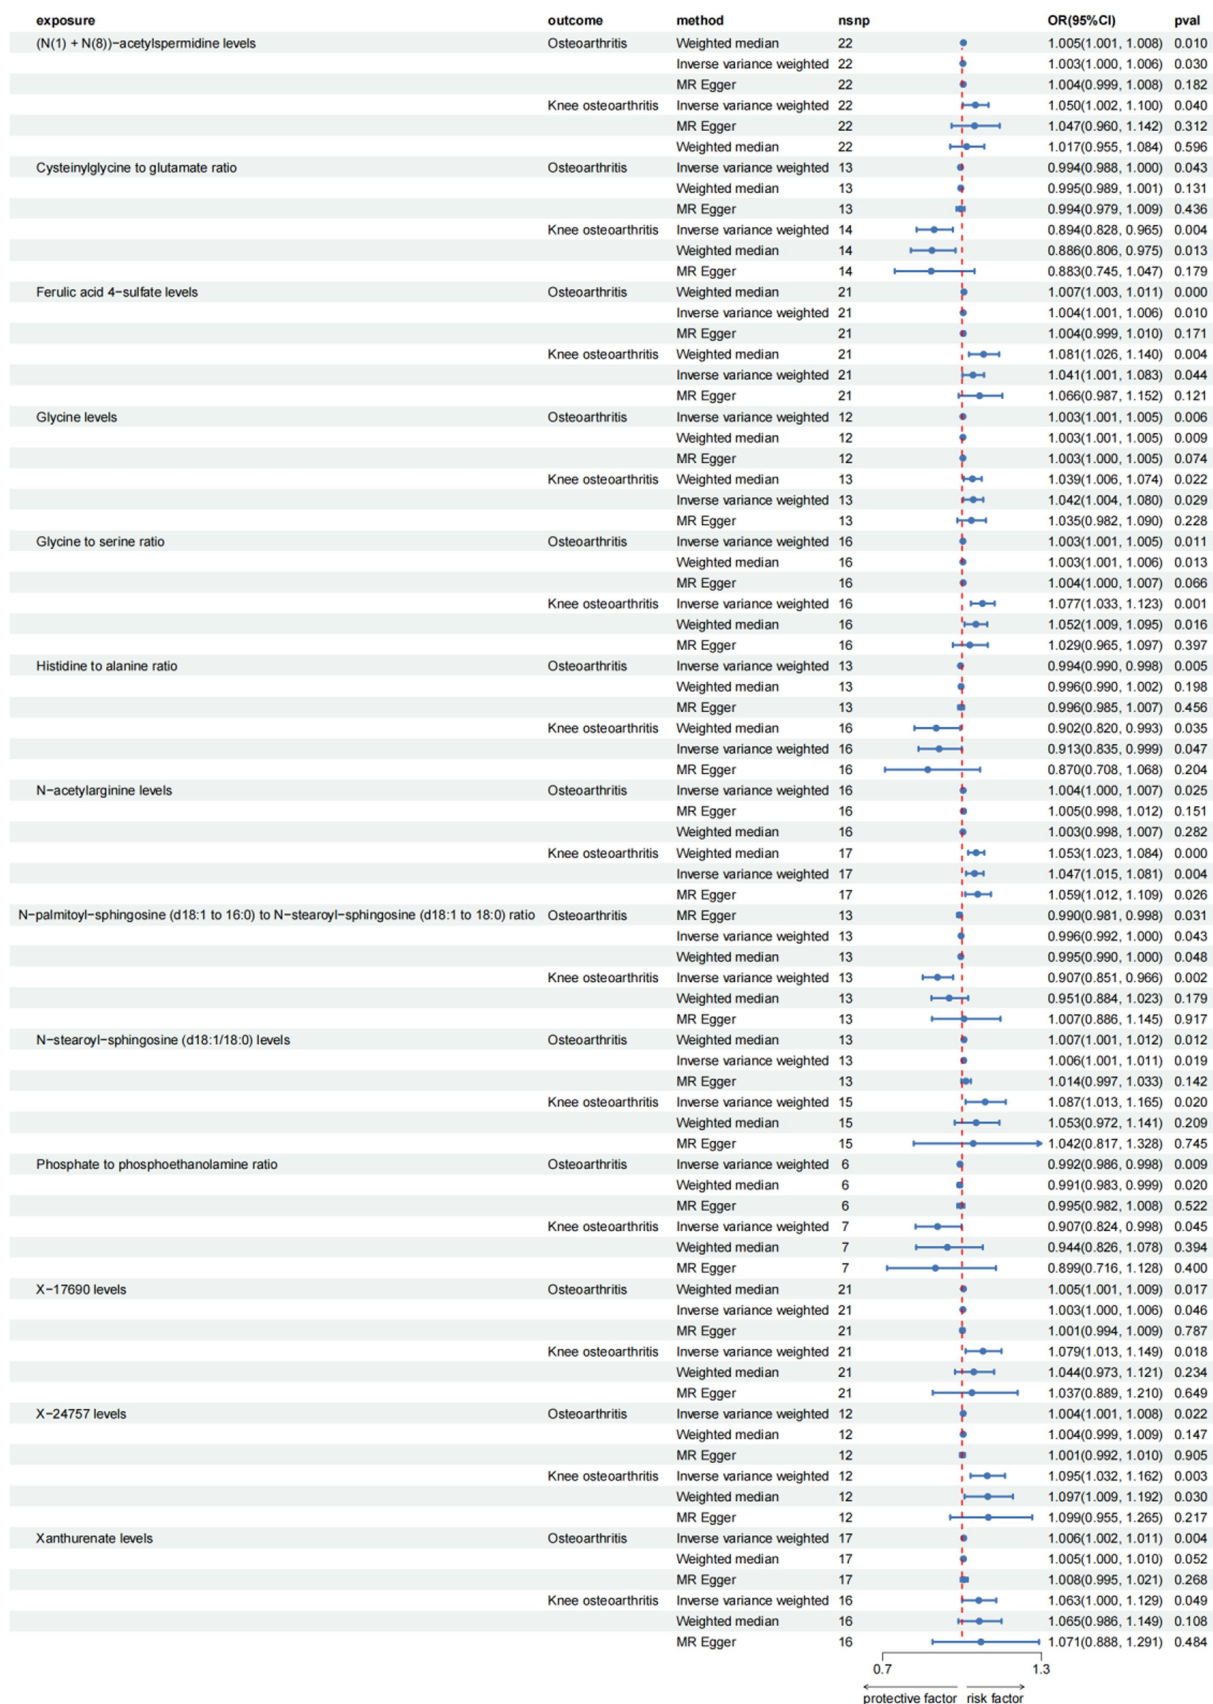 exposure outcome method nsnp OR(95%CI) pval
(N(1) + N(8))−acetylspermidine levels Osteoarthritis Weighted median 22 1.005(1.001, 1.008) 0.010
Inverse variance weighted 22 1.003(1.000, 1.006) 0.030
MR Egger 22 1.004(0.999, 1.008) 0.182
Knee osteoarthritis Inverse variance weighted 22 1.050(1.002, 1.100) 0.040
MR Egger 22 1.047(0.960, 1.142) 0.312
Weighted median 22 1.017(0.955, 1.084) 0.596
Cysteinylglycine to glutamate ratio Osteoarthritis Inverse variance weighted 13 0.994(0.988, 1.000) 0.043
Weighted median 13 0.995(0.989, 1.001) 0.131
MR Egger 13 0.994(0.979, 1.009) 0.436
Knee osteoarthritis Inverse variance weighted 14 0.894(0.828, 0.965) 0.004
Weighted median 14 0.886(0.806, 0.975) 0.013
MR Egger 14 0.883(0.745, 1.047) 0.179
Ferulic acid 4−sulfate levels Osteoarthritis Weighted median 21 1.007(1.003, 1.011) 0.000
Inverse variance weighted 21 1.004(1.001, 1.006) 0.010
MR Egger 21 1.004(0.999, 1.010) 0.171
Knee osteoarthritis Weighted median 21 1.081(1.026, 1.140) 0.004
Inverse variance weighted 21 1.041(1.001, 1.083) 0.044
MR Egger 21 1.066(0.987, 1.152) 0.121
Glycine levels Osteoarthritis Inverse variance weighted 12 1.003(1.001, 1.005) 0.006
Weighted median 12 1.003(1.001, 1.005) 0.009
MR Egger 12 1.003(1.000, 1.005) 0.074
Knee osteoarthritis Weighted median 13 1.039(1.006, 1.074) 0.022
Inverse variance weighted 13 1.042(1.004, 1.080) 0.029
MR Egger 13 1.035(0.982, 1.090) 0.228
Glycine to serine ratio Osteoarthritis Inverse variance weighted 16 1.003(1.001, 1.005) 0.011
Weighted median 16 1.003(1.001, 1.006) 0.013
MR Egger 16 1.004(1.000, 1.007) 0.066
Knee osteoarthritis Inverse variance weighted 16 1.077(1.033, 1.123) 0.001
Weighted median 16 1.052(1.009, 1.095) 0.016
MR Egger 16 1.029(0.965, 1.097) 0.397
Histidine to alanine ratio Osteoarthritis Inverse variance weighted 13 0.994(0.990, 0.998) 0.005
Weighted median 13 0.996(0.990, 1.002) 0.198
MR Egger 13 0.996(0.985, 1.007) 0.456
Knee osteoarthritis Weighted median 16 0.902(0.820, 0.993) 0.035
Inverse variance weighted 16 0.913(0.835, 0.999) 0.047
MR Egger 16 0.870(0.708, 1.068) 0.204
N−acetylarginine levels Osteoarthritis Inverse variance weighted 16 1.004(1.000, 1.007) 0.025
MR Egger 16 1.005(0.998, 1.012) 0.151
Weighted median 16 1.003(0.998, 1.007) 0.282
Knee osteoarthritis Weighted median 17 1.053(1.023, 1.084) 0.000
Inverse variance weighted 17 1.047(1.015, 1.081) 0.004
MR Egger 17 1.059(1.012, 1.109) 0.026
N−palmitoyl−sphingosine (d18:1 to 16:0) to N−stearoyl−sphingosine (d18:1 to 18:0) ratio Osteoarthritis MR Egger 13 0.990(0.981, 0.998) 0.031
Inverse variance weighted 13 0.996(0.992, 1.000) 0.043
Weighted median 13 0.995(0.990, 1.000) 0.048
Knee osteoarthritis Inverse variance weighted 13 0.907(0.851, 0.966) 0.002
Weighted median 13 0.951(0.884, 1.023) 0.179
MR Egger 13 1.007(0.886, 1.145) 0.917
N−stearoyl−sphingosine (d18:1/18:0) levels Osteoarthritis Weighted median 13 1.007(1.001, 1.012) 0.012
Inverse variance weighted 13 1.006(1.001, 1.011) 0.019
MR Egger 13 1.014(0.997, 1.033) 0.142
Knee osteoarthritis Inverse variance weighted 15 1.087(1.013, 1.165) 0.020
Weighted median 15 1.053(0.972, 1.141) 0.209
MR Egger 15 1.042(0.817, 1.328) 0.745
Phosphate to phosphoethanolamine ratio Osteoarthritis Inverse variance weighted 6 0.992(0.986, 0.998) 0.009
Weighted median 6 0.991(0.983, 0.999) 0.020
MR Egger 6 0.995(0.982, 1.008) 0.522
Knee osteoarthritis Inverse variance weighted 7 0.907(0.824, 0.998) 0.045
Weighted median 7 0.944(0.826, 1.078) 0.394
MR Egger 7 0.899(0.716, 1.128) 0.400
X−17690 levels Osteoarthritis Weighted median 21 1.005(1.001, 1.009) 0.017
Inverse variance weighted 21 1.003(1.000, 1.006) 0.046
MR Egger 21 1.001(0.994, 1.009) 0.787
Knee osteoarthritis Inverse variance weighted 21 1.079(1.013, 1.149) 0.018
Weighted median 21 1.044(0.973, 1.121) 0.234
MR Egger 21 1.037(0.889, 1.210) 0.649
X−24757 levels Osteoarthritis Inverse variance weighted 12 1.004(1.001, 1.008) 0.022
Weighted median 12 1.004(0.999, 1.009) 0.147
MR Egger 12 1.001(0.992, 1.010) 0.905
Knee osteoarthritis Inverse variance weighted 12 1.095(1.032, 1.162) 0.003
Weighted median 12 1.097(1.009, 1.192) 0.030
MR Egger 12 1.099(0.955, 1.265) 0.217
Xanthurenate levels Osteoarthritis Inverse variance weighted 17 1.006(1.002, 1.011) 0.004
Weighted median 17 1.005(1.000, 1.010) 0.052
MR Egger 17 1.008(0.995, 1.021) 0.268
Knee osteoarthritis Inverse variance weighted 16 1.063(1.000, 1.129) 0.049
Weighted median 16 1.065(0.986, 1.149) 0.108
MR Egger 16 1.071(0.888, 1.291) 0.484
0.7 1.3
protective factor risk factor